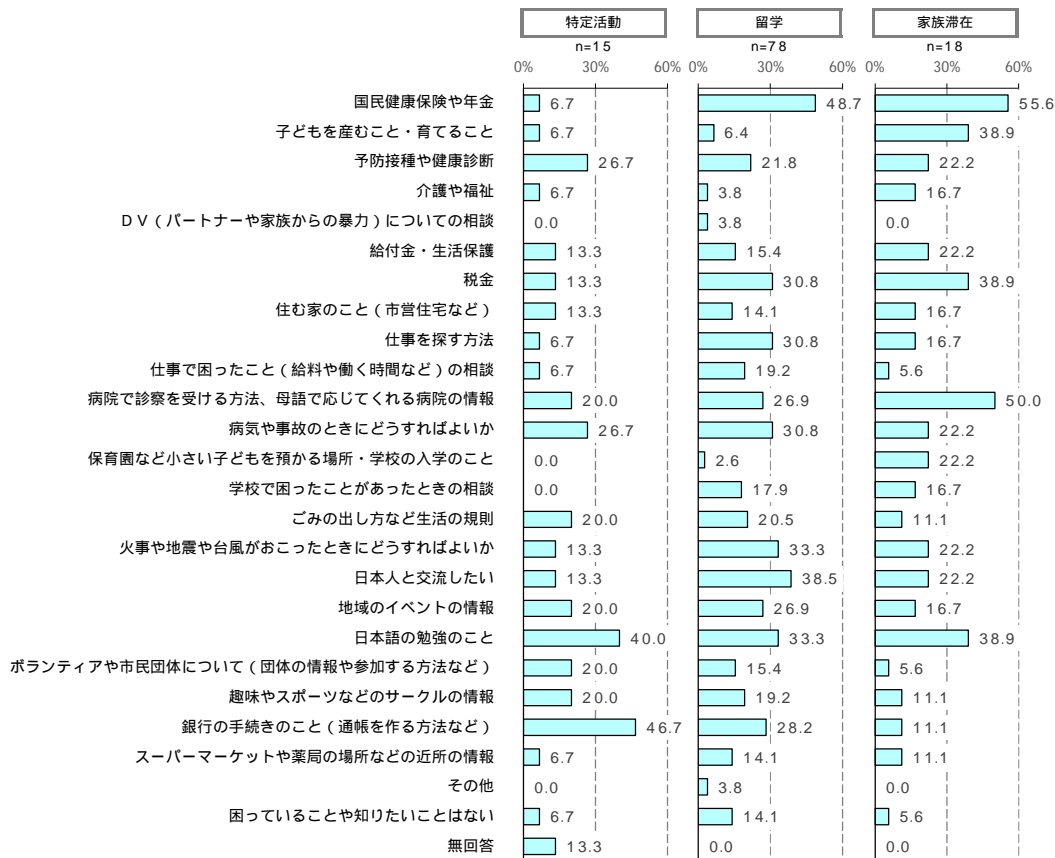 特定活動 留学 家族滞在
n=15 n=78 n=18
0% 30% 60% 0% 30% 60% 0% 30% 60%
国民健康保険や年金 6.7 48.7 55.6
子どもを産むこと・育てること 6.7 6.4 38.9
予防接種や健康診断 26.7 21.8 22.2
介護や福祉 6.7 3.8 16.7
DV(パートナーや家族からの暴力)についての相談 0.0 3.8 0.0
給付金・生活保護 13.3 15.4 22.2
税金 13.3 30.8 38.9
住む家のこと(市営住宅など) 13.3 14.1 16.7
仕事を探す方法 6.7 30.8 16.7
仕事で困ったこと(給料や働く時間など)の相談 6.7 19.2 5.6
病院で診察を受ける方法、母語で応じてくれる病院の情報 20.0 26.9 50.0
病気や事故のときにどうすればよいか 26.7 30.8 22.2
保育園など小さい子どもを預かる場所・学校の入学のこと 0.0 2.6 22.2
学校で困ったことがあったときの相談 0.0 17.9 16.7
ごみの出し方など生活の規則 20.0 20.5 11.1
火事や地震や台風がおこったときにどうすればよいか 13.3 33.3 22.2
日本人と交流したい 13.3 38.5 22.2
地域のイベントの情報 20.0 26.9 16.7
日本語の勉強のこと 40.0 33.3 38.9
ボランティアや市民団体について(団体の情報や参加する方法など) 20.0 15.4 5.6
趣味やスポーツなどのサークルの情報 20.0 19.2 11.1
銀行の手続きのこと(通帳を作る方法など) 46.7 28.2 11.1
スーパーマーケットや薬局の場所などの近所の情報 6.7 14.1 11.1
その他 0.0 3.8 0.0
困っていることや知りたいことはない 6.7 14.1 5.6
無回答 13.3 0.0 0.0